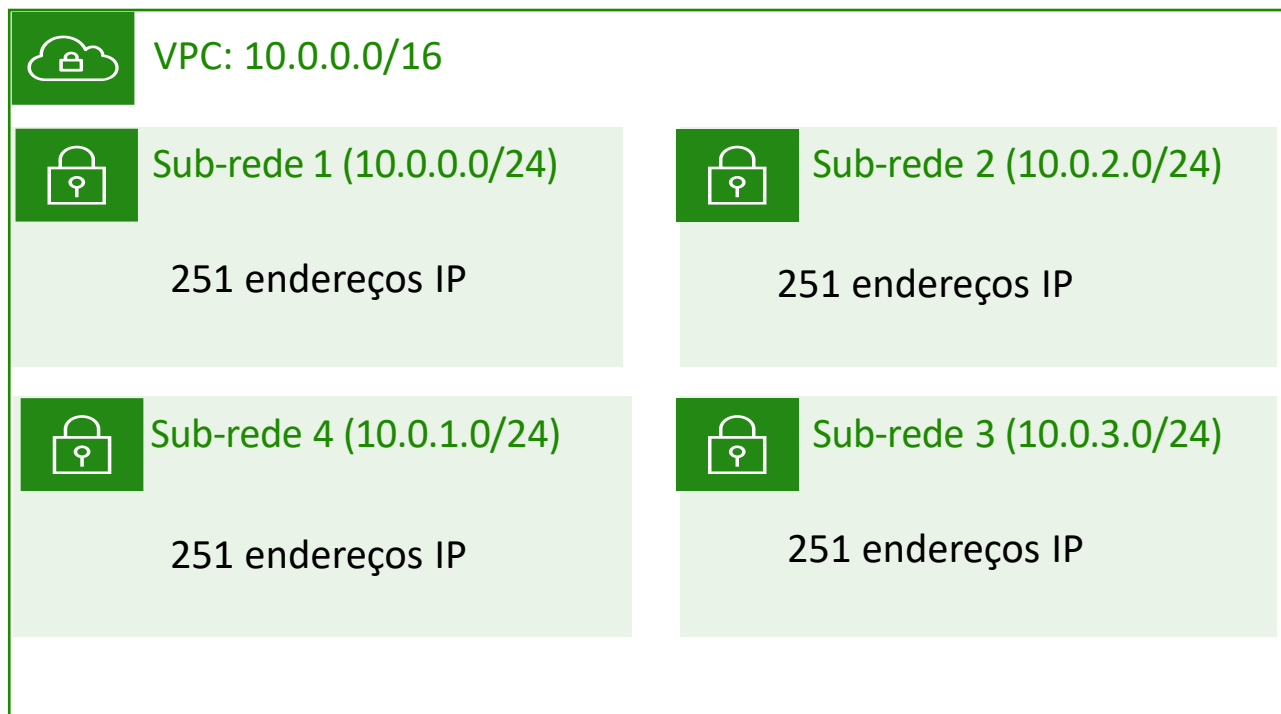 VPC: 10.0.0.0/16
Sub-rede 1 (10.0.0.0/24)
251 endereços IP
Sub-rede 2 (10.0.2.0/24)
251 endereços IP
Sub-rede 4 (10.0.1.0/24)
251 endereços IP
Sub-rede 3 (10.0.3.0/24)
251 endereços IP